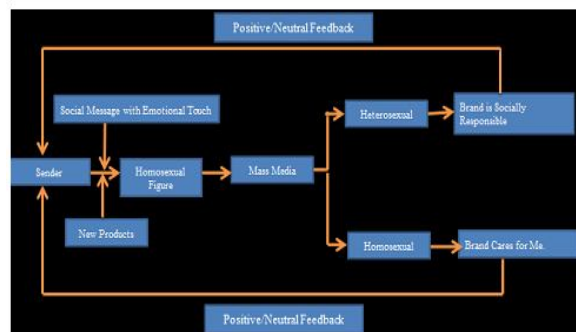 Positive/Neutral Feedback
Social Message with Emotional Touch
Heterosexual
Brand is Socially
Responsible
Sender
Homosexual
Figure
Mass Media
New Products
Homosexual
Brand Cares for Me.
Positive/Neutral Feedback